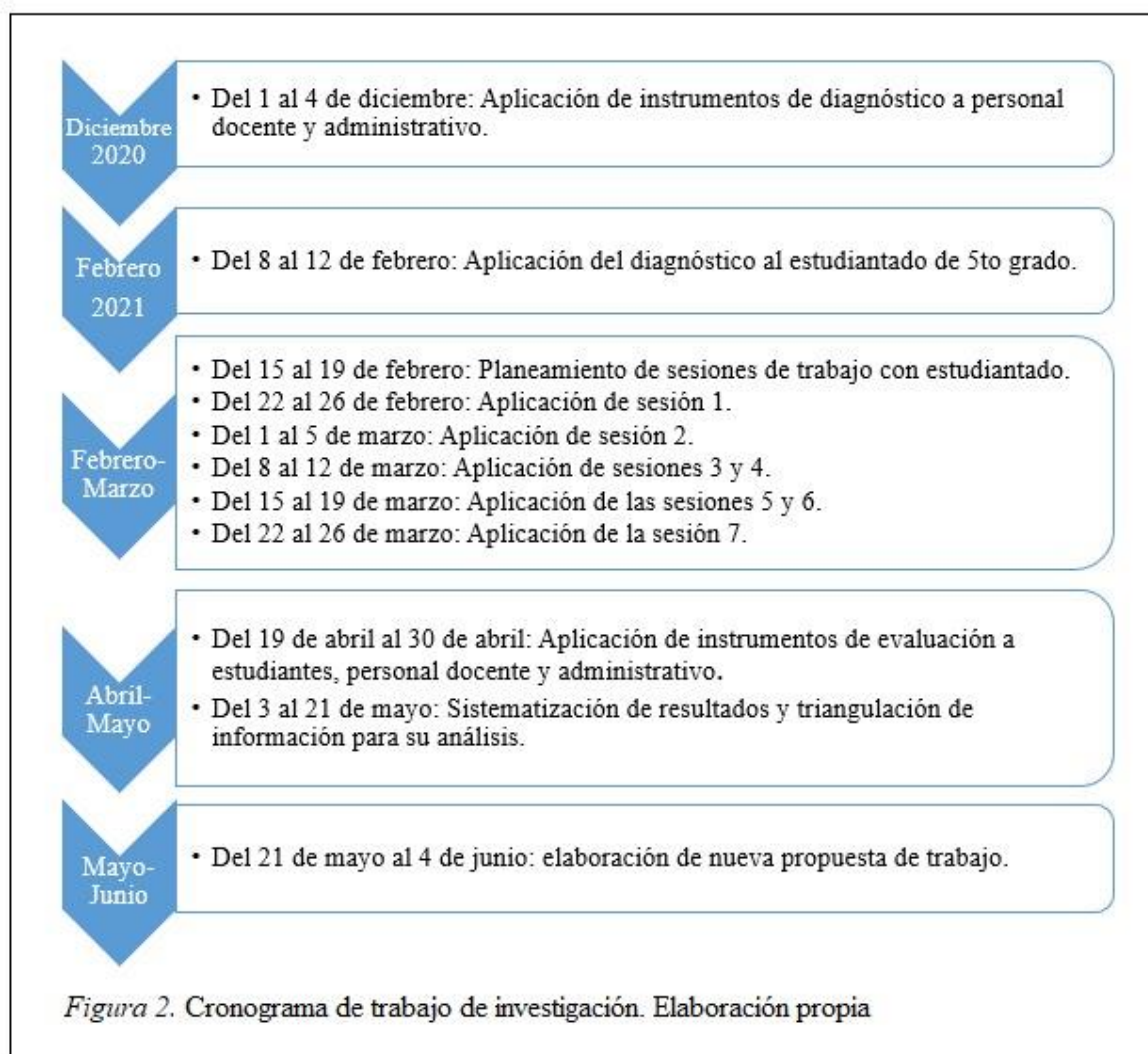 Diciembre
2020
• Del 1 al 4 de diciembre: Aplicación de instrumentos de diagnóstico a personal
docente y administrativo.
Febrero
2021
• Del 8 al 12 de febrero: Aplicación del diagnóstico al estudiantado de 5to grado.
Febrero-
Marzo
• Del 15 al 19 de febrero: Planeamiento de sesiones de trabajo con estudiantado.
• Del 22 al 26 de febrero: Aplicación de sesión 1.
• Del 1 al 5 de marzo: Aplicación de sesión 2.
• Del 8 al 12 de marzo: Aplicación de sesiones 3 y 4.
• Del 15 al 19 de marzo: Aplicación de las sesiones 5 y 6.
• Del 22 al 26 de marzo: Aplicación de la sesión 7.
Abril-
Mayo
• Del 19 de abril al 30 de abril: Aplicación de instrumentos de evaluación a
estudiantes, personal docente y administrativo.
• Del 3 al 21 de mayo: Sistematización de resultados y triangulación de
información para su análisis.
Mayo-
Junio
• Del 21 de mayo al 4 de junio: elaboración de nueva propuesta de trabajo.
Figura 2. Cronograma de trabajo de investigación. Elaboración propia